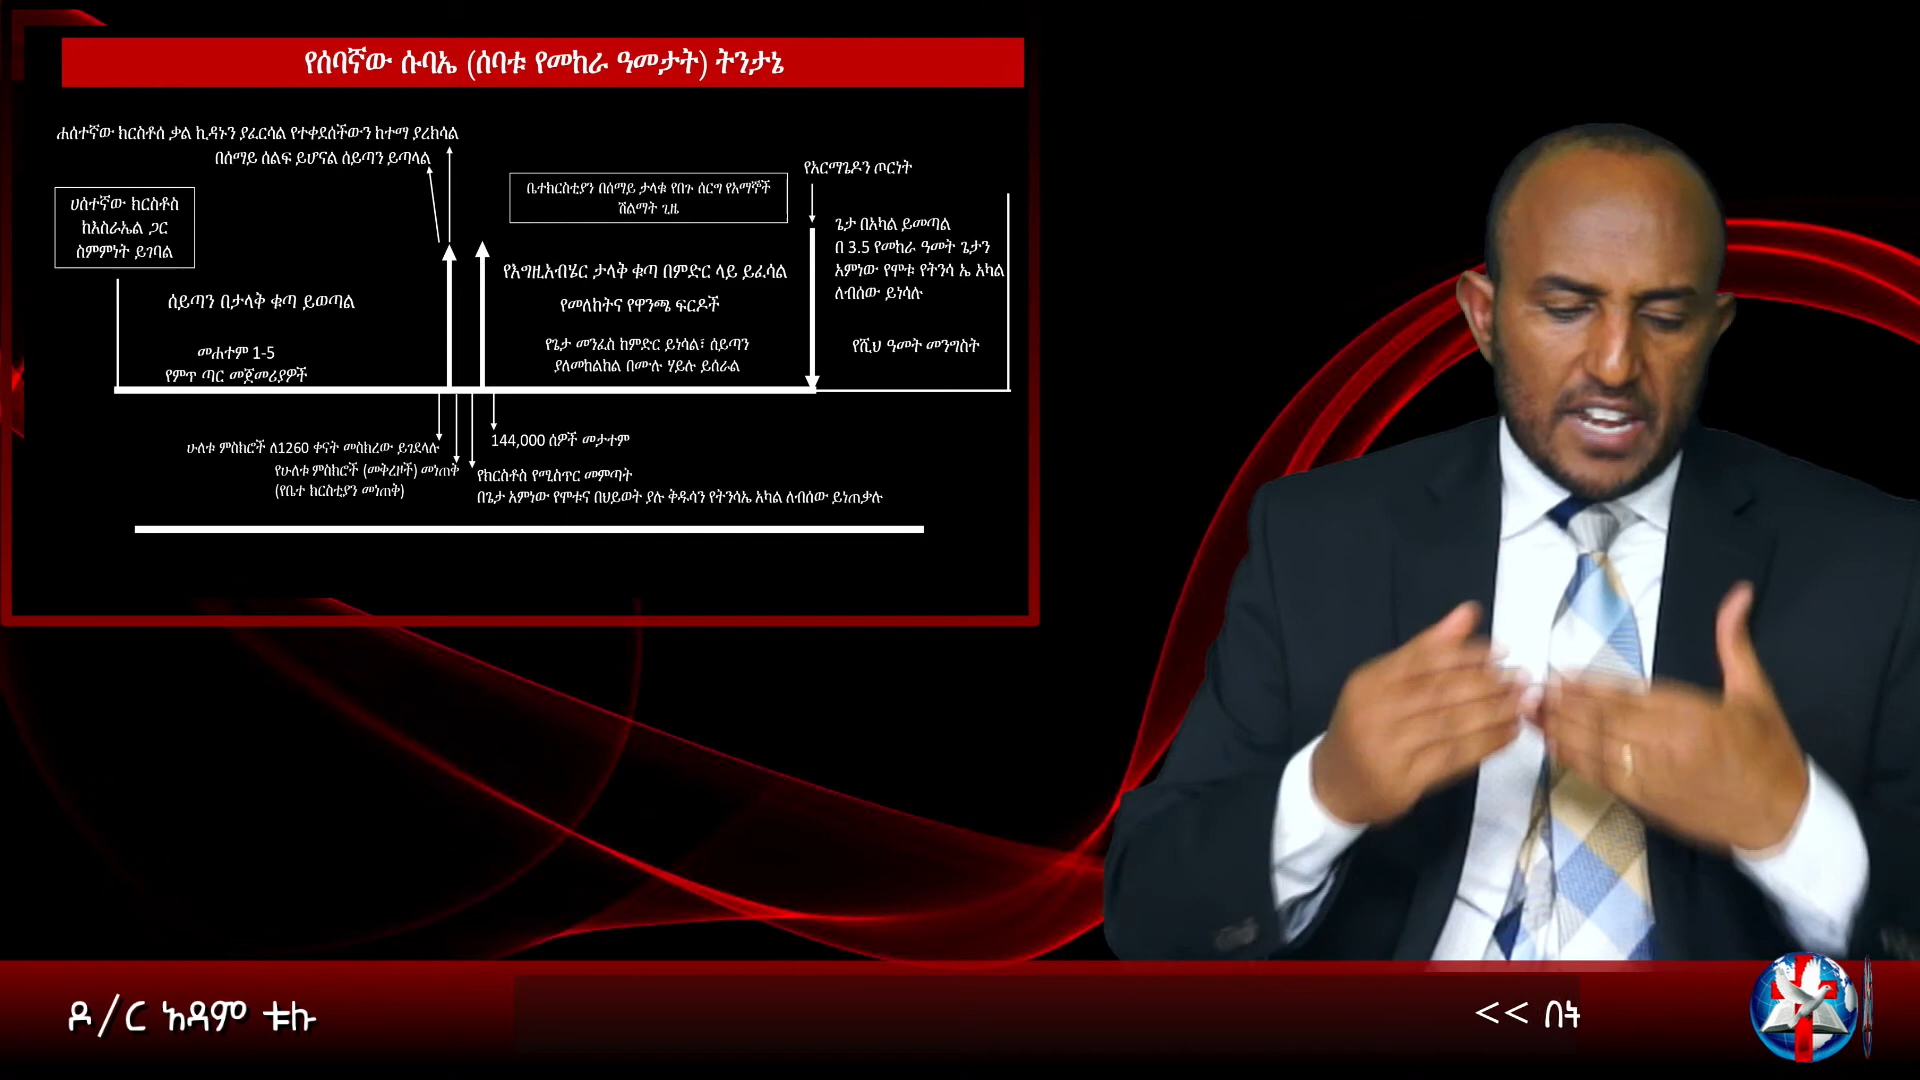 የሰባኛው ሱባኤ (ሰባቱ የመከራ ዓመታት) ትንታኔ
ሐሰተኛው ክርስቶሰ ቃል ኪዳኑን ያፈርሳል የተቀደሰችውን ከተማ ያረክሳል
በሰማይ ሰልፍ ይሆናል ሰይጣን ይጣላል
ሀሰተኛው ክርስቶስ
ከእስራኤል ጋር
ስምምነት ይገባል
ሰይጣን በታላቅ ቁጣ ይወጣል
መሐተም 1-5
የምጥ ጣር መጀመሪያዎች
ቤተክርስቲያን በሰማይ ታላቁ የበጉ ሰርግ የአማኞች
ሽልማት ጊዜ
የእግዚአብሄር ታላቅ ቁጣ በምድር ላይ ይፈሳል
የመለከትና የዋንጫ ፍርዶች
የጌታ መንፈስ ከምድር ይነሳል፣ ሰይጣን
ያለመከልከል በሙሉ ሃይሉ ይሰራል
የአርማጌዶን ጦርነት
ጌታ በአካል ይመጣል
በ 3.5 የመከራ ዓመት ጌታን
አምነው የሞቱ የትንሳ ኤ አካል
ለብሰው ይነሳሉ
የሺህ ዓመት መንግስት
ሁለቱ ምስክሮች ለ1260 ቀናት መስክረው ይገደላሉ
የሁለቱ ምስክሮች (መቅረዞች) መነጠቅ
(የቤተ ክርስቲያን መነጠቅ)
144,000 ሰዎች መታተም
የክርስቶስ የሚስጥር መምጣት
በጌታ አምነው የሞቱና በህይወት ያሉ ቅዱሳን የትንሳኤ አካል ለብሰው ይነጠቃሉ
ዶ/ር አዳም ቱሉ
<< በት